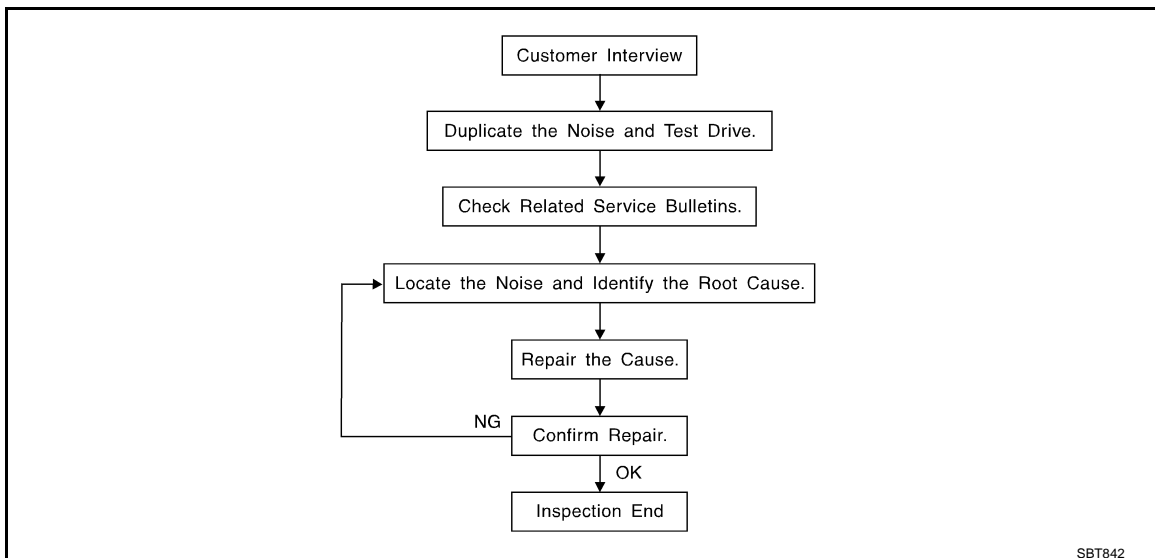 Customer Interview
Duplicate the Noise and Test Drive.
Check Related Service Bulletins.
Locate the Noise and Identify the Root Cause.
Repair the Cause.
NG
Confirm Repair.
OK
Inspection End
SBT842